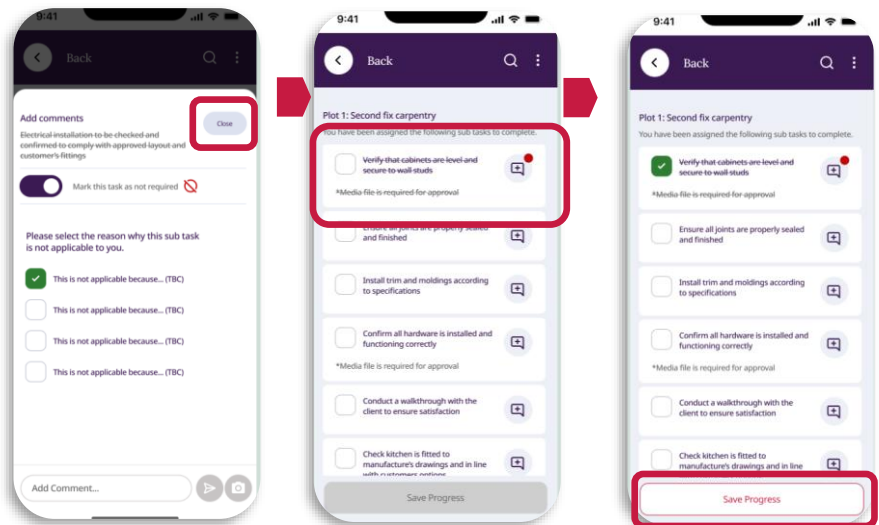 9:41
Back
Add comments
Close
Electrical installation to be checked and
confirmed to comply with approved layout and
customer's fittings
Mark this task as not required
Please select the reason why this sub task
is not applicable to you.
This is not applicable because... (TBC)
This is not applicable because... (TBC)
This is not applicable because... (TBC)
This is not applicable because... (TBC)
Add Comment...
9:41
Back
Plot 1: Second fix carpentry
You have been assigned the following sub tasks to complete.
Verify that cabinets are level and
secure to wall studs
*Media file is required for approval
Ensure all joints are properly sealed
and finished
Install trim and moldings according
to specifications
Confirm all hardware is installed and
functioning correctly
*Media file is required for approval
Conduct a walkthrough with the
client to ensure satisfaction
Check kitchen is fitted to
manufacture's drawings and in line
with customers options
Save Progress
9:41
Back
Plot 1: Second fix carpentry
You have been assigned the following sub tasks to complete.
Verify that cabinets are level and
secure to wall studs
*Media file is required for approval
Ensure all joints are properly sealed
and finished
Install trim and moldings according
to specifications
Confirm all hardware is installed and
functioning correctly
*Media file is required for approval
Conduct a walkthrough with the
client to ensure satisfaction
Check kitchen is fitted to
manufacture's drawings and in line
Save Progress